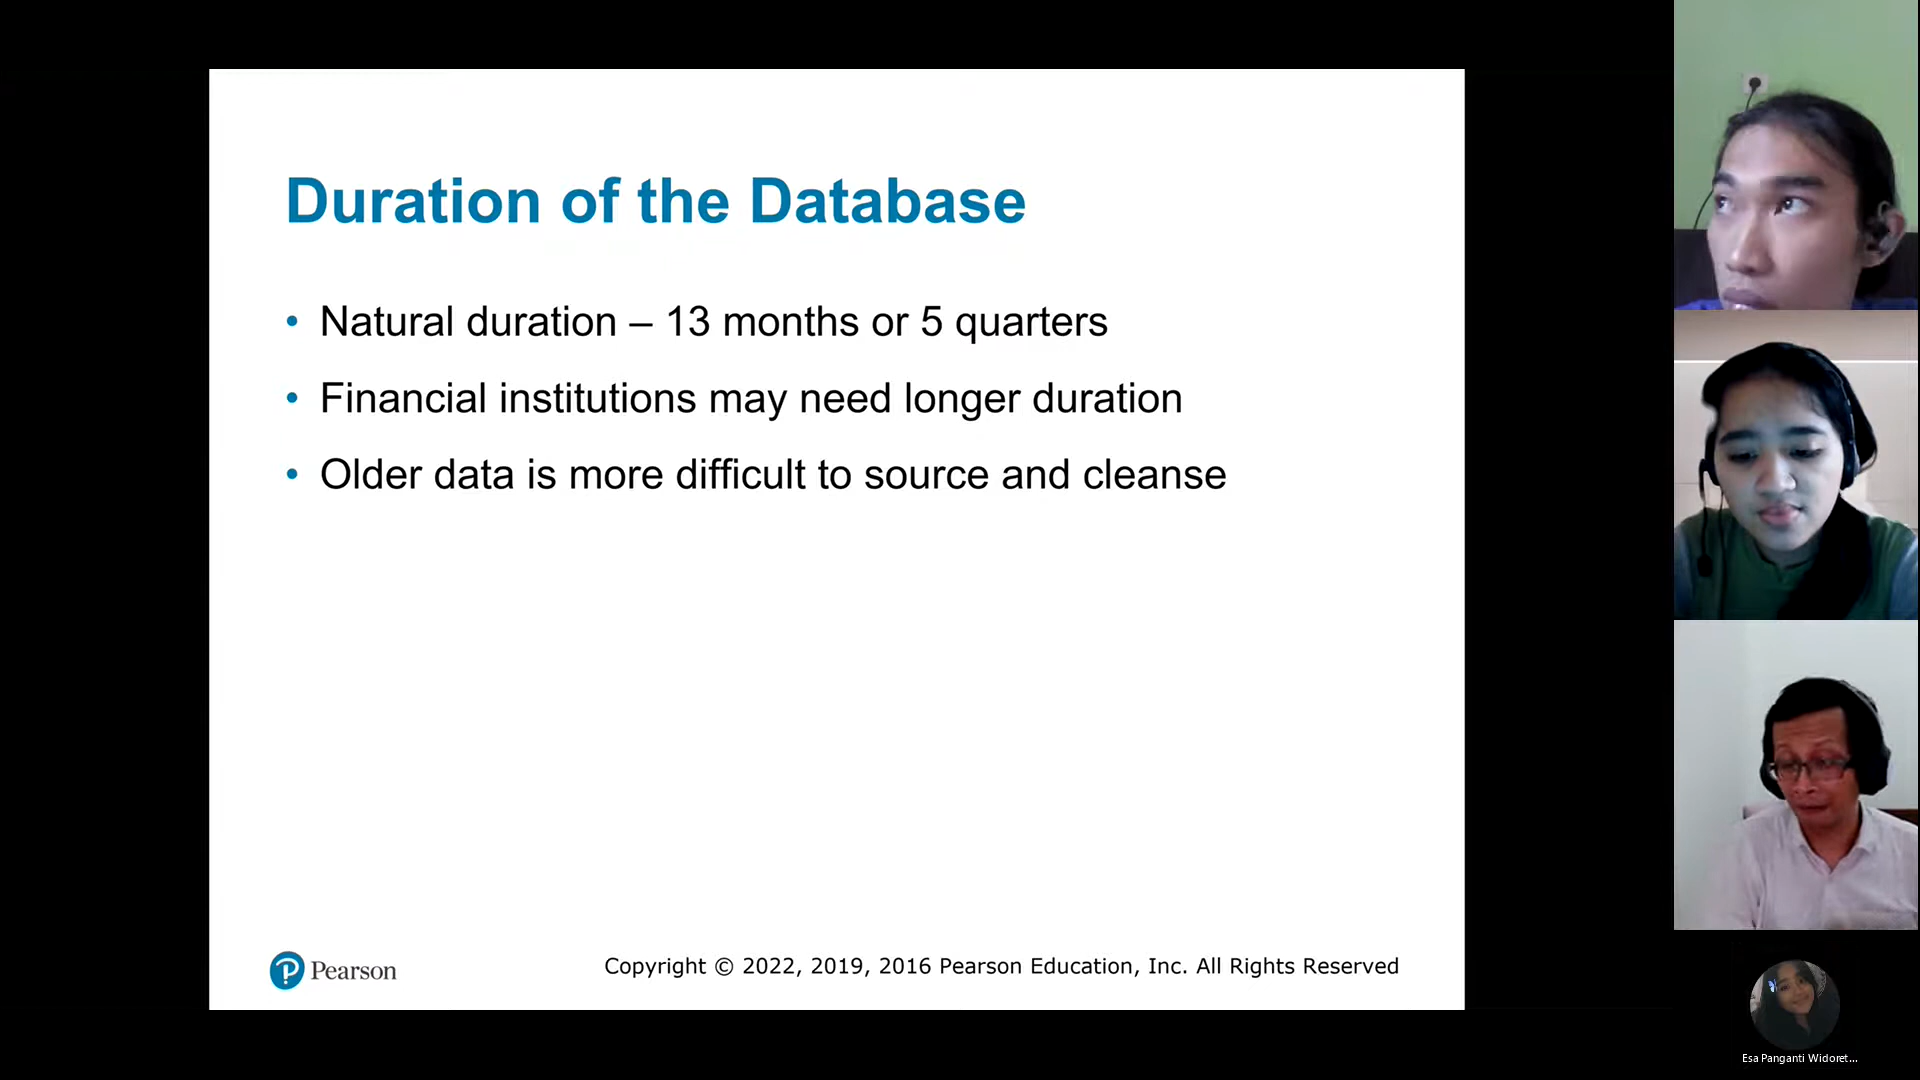 Duration of the Database
• Natural duration – 13 months or 5 quarters
• Financial institutions may need longer duration
• Older data is more difficult to source and cleanse
Pearson
Copyright © 2022, 2019, 2016 Pearson Education, Inc. All Rights Reserved
Esa Panganti Widoret...